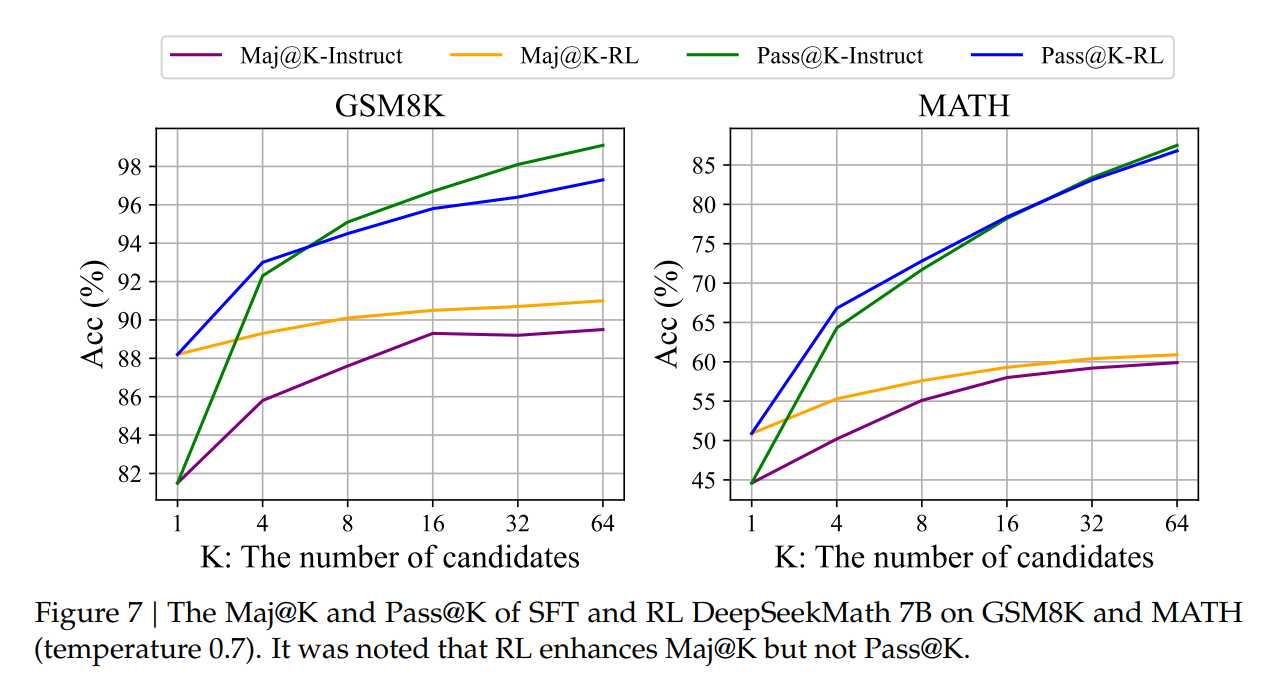 Maj@K-Instruct Maj@K-RL Pass@K-Instruct Pass@K-RL
GSM8K
98
96
94
92
90
88
86
84
82
Acc (%)
1 4 8 16 32 64
K: The number of candidates
MATH
85
80
75
70
65
60
55
50
45
Acc (%)
1 4 8 16 32 64
K: The number of candidates
Figure 7 | The Maj@K and Pass@K of SFT and RL DeepSeekMath 7B on GSM8K and MATH
(temperature 0.7). It was noted that RL enhances Maj@K but not Pass@K.